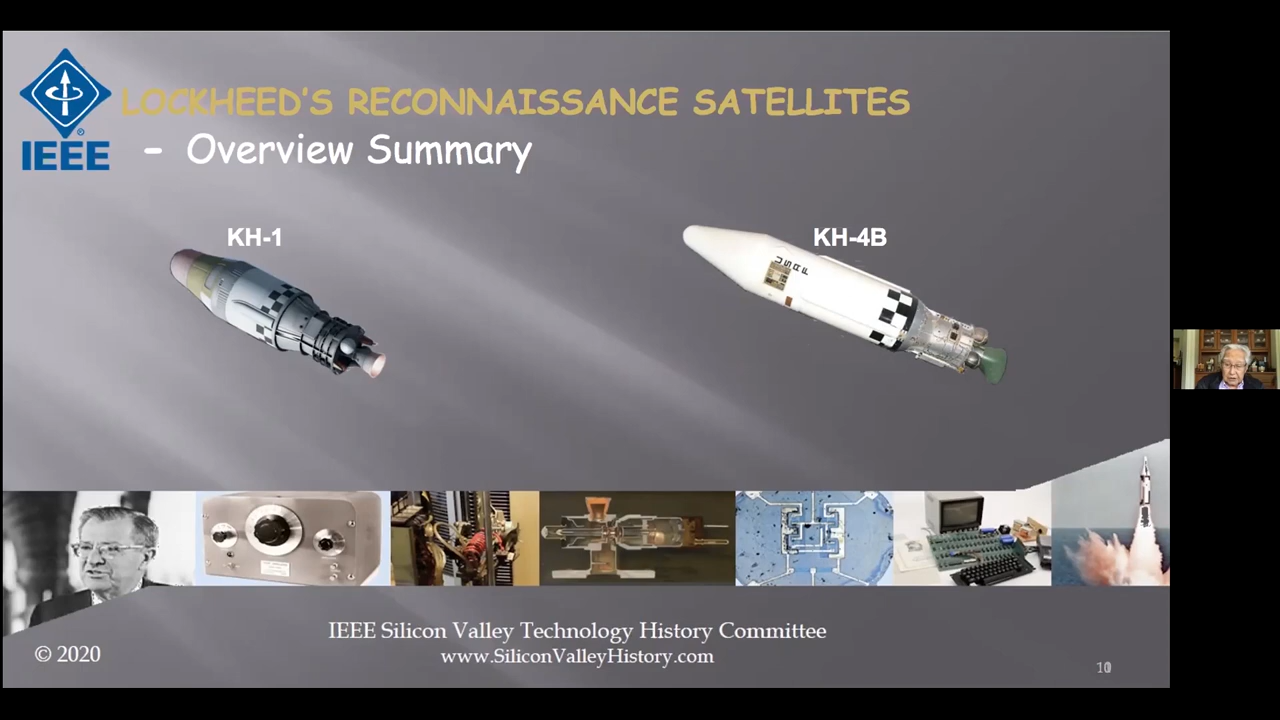 LOCKHEED'S RECONNAISSANCE SATELLITES
IEEE
- Overview Summary
KH-1
KH-4B
USAF
IEEE Silicon Valley Technology History Committee
© 2020
www.SiliconValleyHistory.com